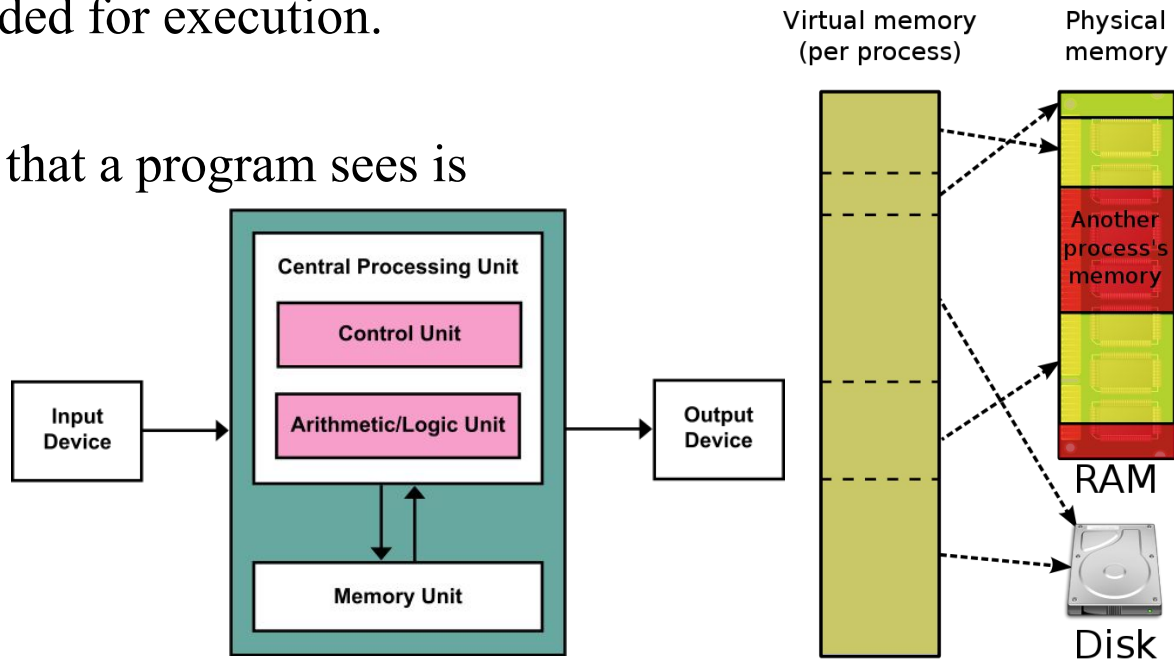 ded for execution.
that a program sees is
Central Processing Unit
Control Unit
Arithmetic/Logic Unit
Input
Device
Output
Device
Memory Unit
Virtual memory
(per process)
Physical
memory
Another
process's
memory
RAM
Disk